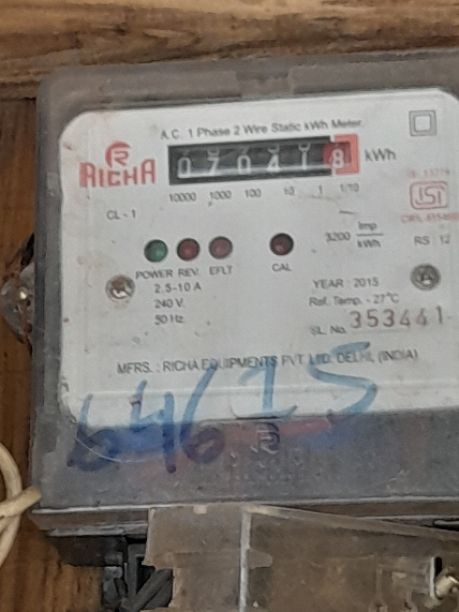 A.C. 1 Phase 2 Wire Static kWh Meter
RICHA
070418 kWh
10000 1000 100 10 1 1/10
CL - 1
3200 Imp/kWh
RS : 12
POWER REV. EFLT CAL
2.5-10 A
240 V.
50 Hz.
YEAR : 2015
Ref. Temp. - 27°C
SL. No. 353441
MFRS. : RICHA EQUIPMENTS PVT. LTD. DELHI, (INDIA)
64615